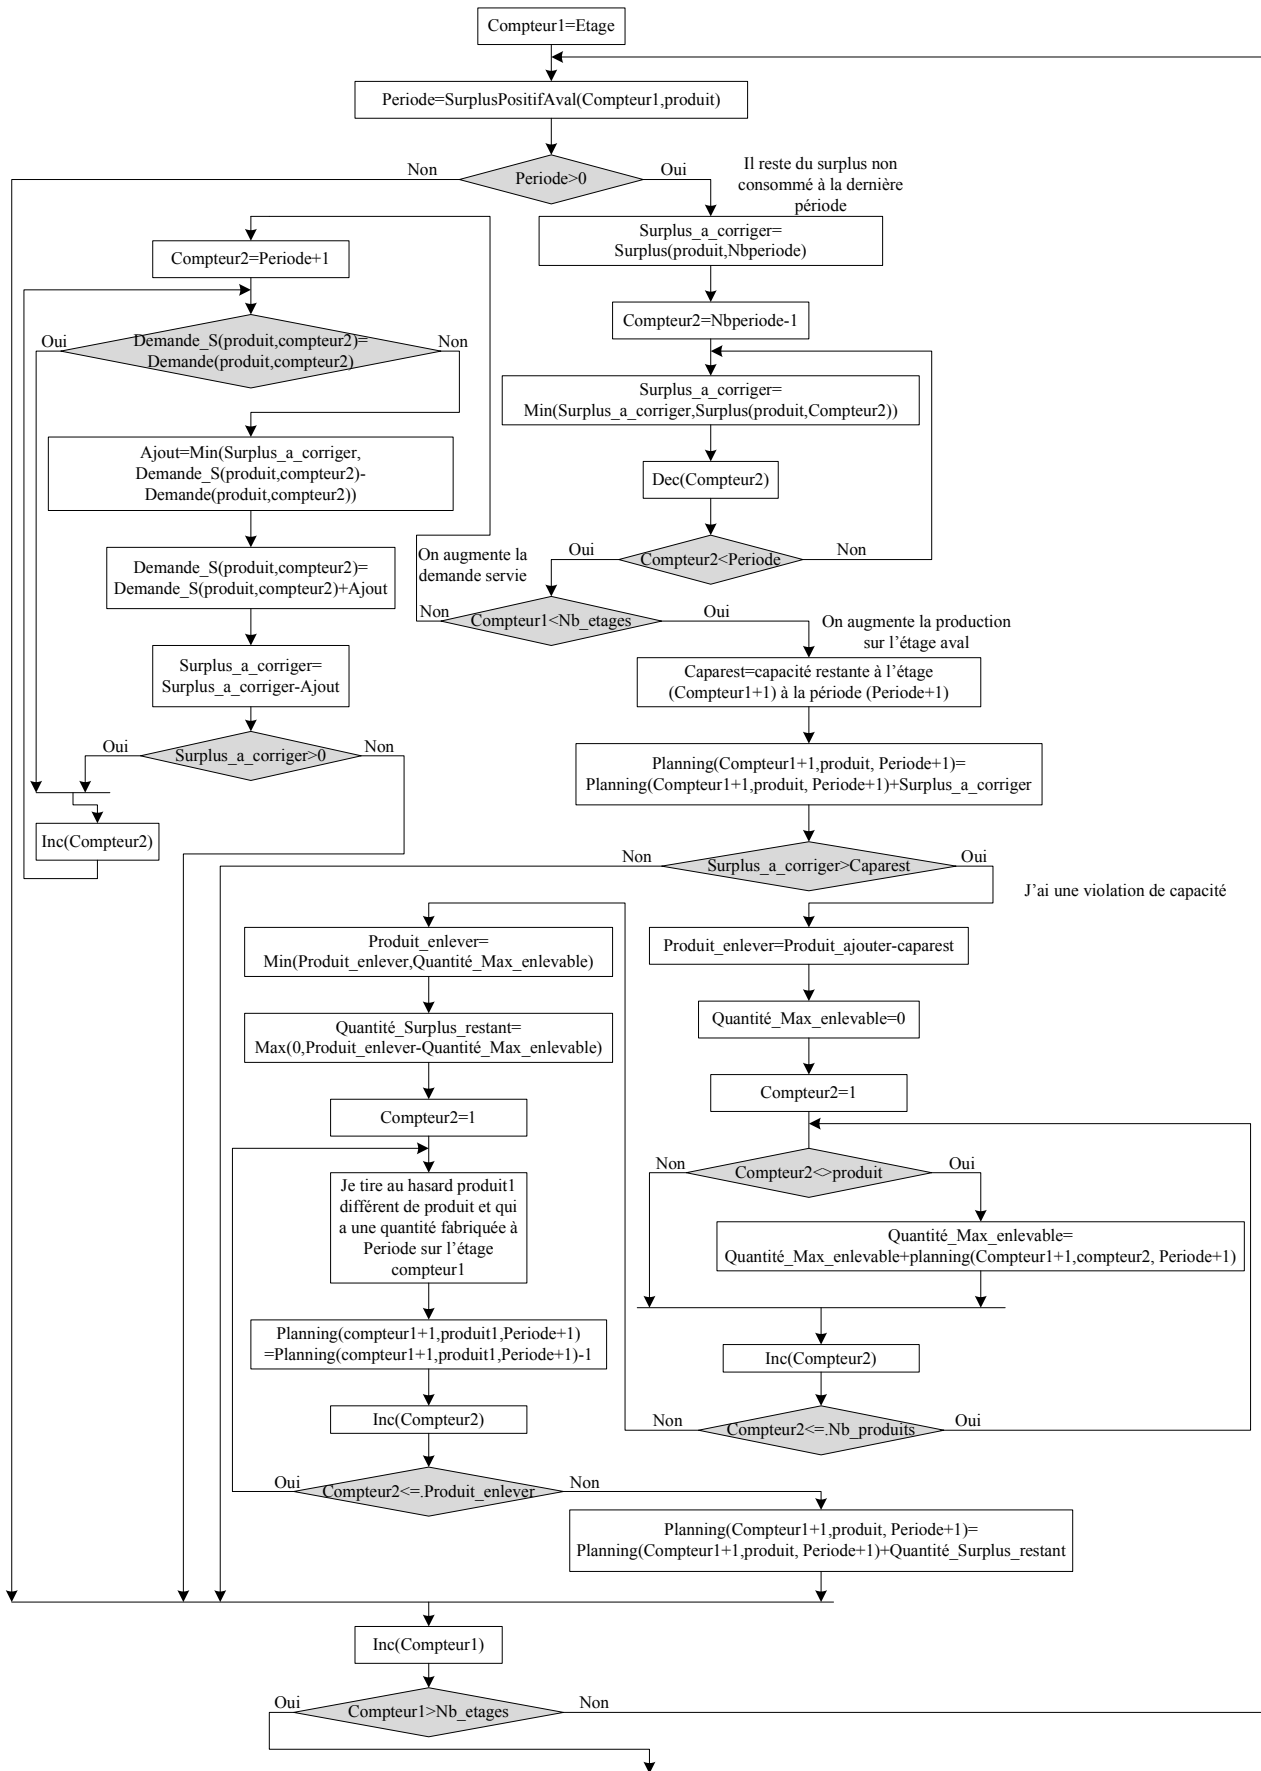 Compteur1=Etage
Periode=SurplusPositifAval(Compteur1,produit)
Non
Periode>0
Oui
Il reste du surplus non
consommé à la dernière
période
Surplus_a_corriger=
Surplus(produit,Nbperiode)
Compteur2=Periode+1
Compteur2=Nbperiode-1
Oui
Demande_S(produit,compteur2)=
Demande(produit,compteur2)
Non
Surplus_a_corriger=
Min(Surplus_a_corriger,Surplus(produit,Compteur2))
Ajout=Min(Surplus_a_corriger,
Demande_S(produit,compteur2)-
Demande(produit,compteur2))
Dec(Compteur2)
On augmente la
demande servie
Oui
Compteur2<Periode
Non
Demande_S(produit,compteur2)=
Demande_S(produit,compteur2)+Ajout
Non
Compteur1<Nb_etages
Oui
On augmente la production
sur l'étage aval
Surplus_a_corriger=
Surplus_a_corriger-Ajout
Caparest=capacité restante à l'étage
(Compteur1+1) à la période (Periode+1)
Oui
Surplus_a_corriger>0
Non
Planning(Compteur1+1,produit, Periode+1)=
Planning(Compteur1+1,produit, Periode+1)+Surplus_a_corriger
Inc(Compteur2)
Non
Surplus_a_corriger>Caparest
Oui
J'ai une violation de capacité
Produit_enlever=
Min(Produit_enlever,Quantité_Max_enlevable)
Produit_enlever=Produit_ajouter-caparest
Quantité_Surplus_restant=
Max(0,Produit_enlever-Quantité_Max_enlevable)
Quantité_Max_enlevable=0
Compteur2=1
Compteur2=1
Non
Compteur2<>produit
Oui
Je tire au hasard produit1
différent de produit et qui
a une quantité fabriquée à
Periode sur l'étage
compteur1
Quantité_Max_enlevable=
Quantité_Max_enlevable+planning(Compteur1+1,compteur2, Periode+1)
Planning(compteur1+1,produit1,Periode+1)
=Planning(compteur1+1,produit1,Periode+1)-1
Inc(Compteur2)
Inc(Compteur2)
Non
Compteur2<=.Nb_produits
Oui
Oui
Compteur2<=.Produit_enlever
Non
Planning(Compteur1+1,produit, Periode+1)=
Planning(Compteur1+1,produit, Periode+1)+Quantité_Surplus_restant
Inc(Compteur1)
Oui
Compteur1>Nb_etages
Non